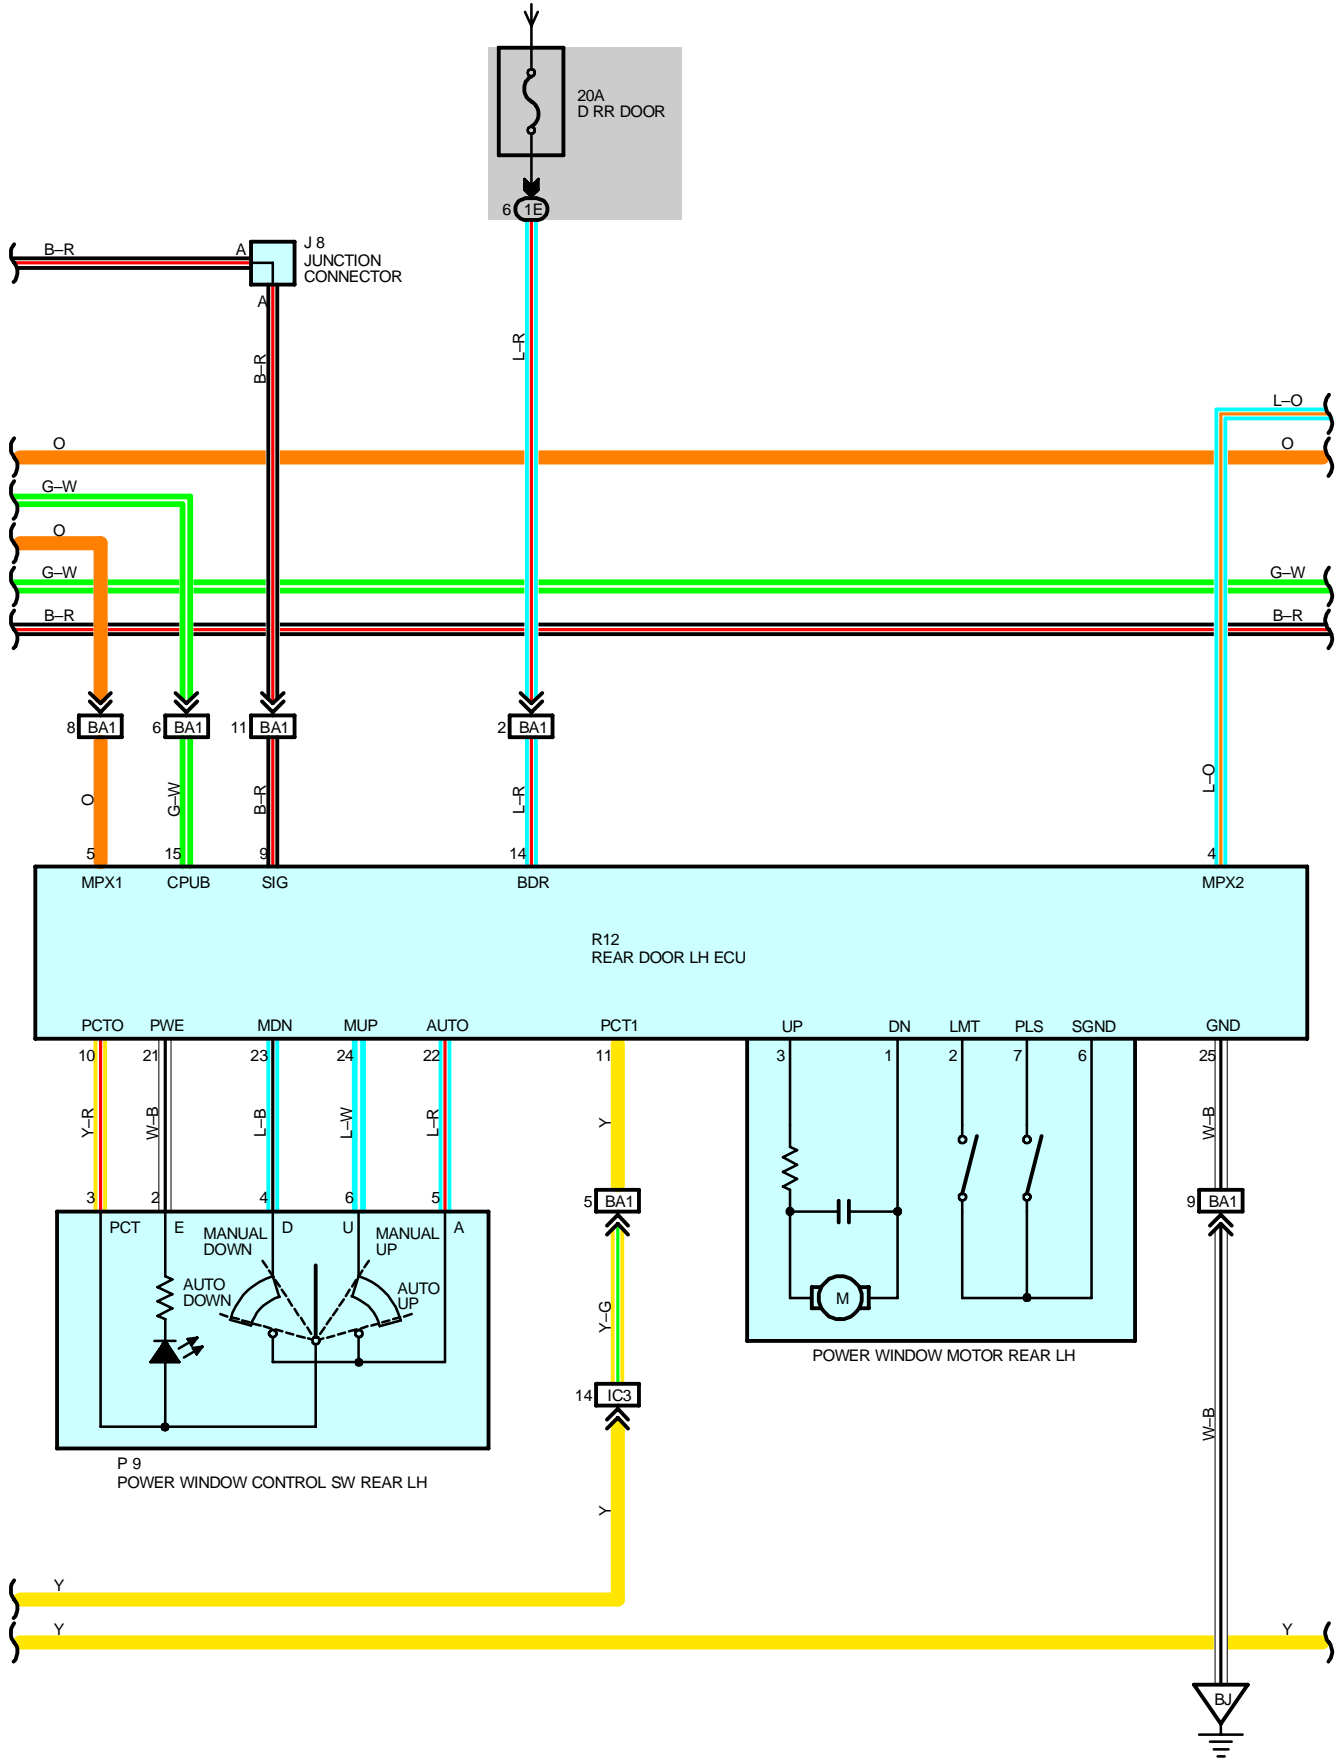 20A
D RR DOOR
6 1E
B–R A
J 8
JUNCTION
CONNECTOR
A
B–R
L–R
L–O
O O
G–W
O
G–W G–W
B–R B–R
8 BA1 6 BA1 11 BA1 2 BA1
O G–W B–R L–R L–O
5 15 9 14 4
MPX1 CPUB SIG BDR MPX2
R12
REAR DOOR LH ECU
PCTO PWE MDN MUP AUTO PCT1 UP DN LMT PLS SGND GND
10 21 23 24 22 11 3 1 2 7 6 25
Y–R W–B L–B L–W L–R Y W–B
3 2 4 6 5 5 BA1 9 BA1
PCT E D U A
MANUAL
DOWN
MANUAL
UP
AUTO
DOWN
AUTO
UP
M
Y–G
POWER WINDOW MOTOR REAR LH
14 IC3
W–B
P 9
POWER WINDOW CONTROL SW REAR LH
Y
Y
Y Y
BJ